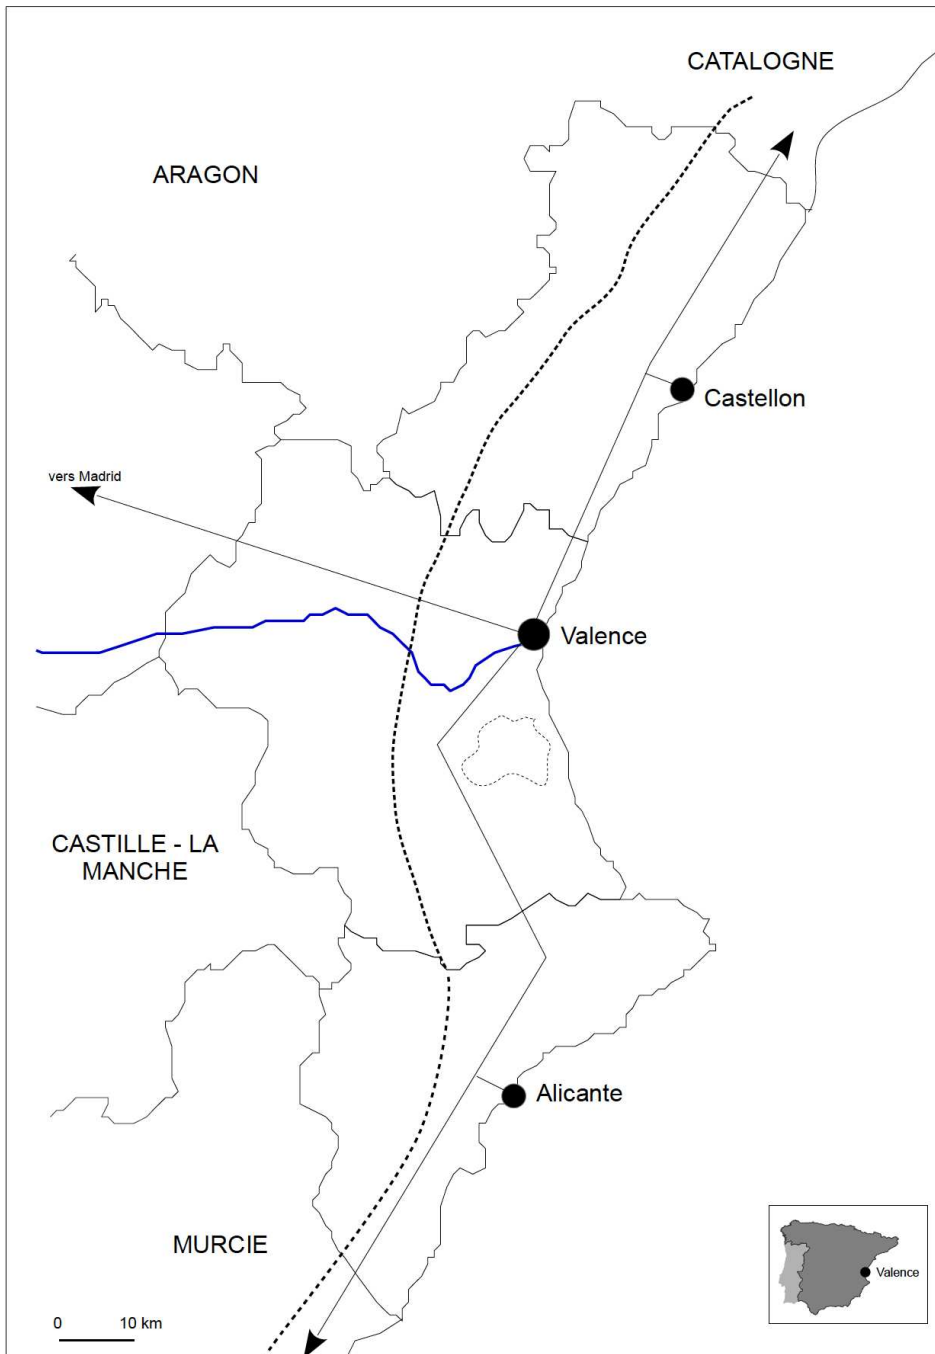 CATALOGNE
ARAGON
Castellon
vers Madrid
Valence
CASTILLE - LA
MANCHE
Alicante
MURCIE
Valence
0 10 km